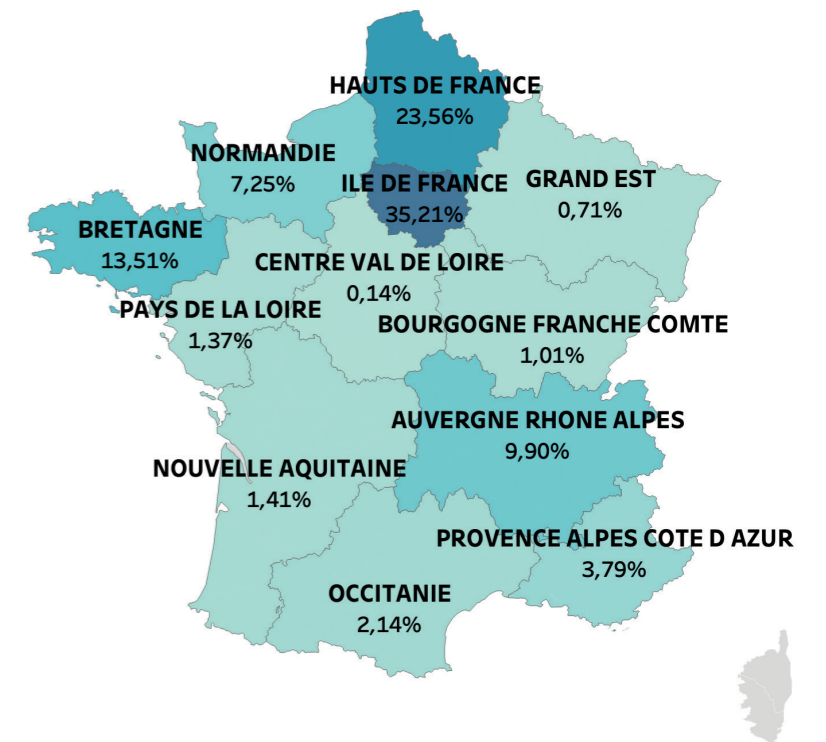 HAUTS DE FRANCE
23,56%
NORMANDIE
7,25%
ILE DE FRANCE
35,21%
GRAND EST
0,71%
BRETAGNE
13,51%
CENTRE VAL DE LOIRE
0,14%
PAYS DE LA LOIRE
1,37%
BOURGOGNE FRANCHE COMTE
1,01%
AUVERGNE RHONE ALPES
9,90%
NOUVELLE AQUITAINE
1,41%
PROVENCE ALPES COTE D AZUR
3,79%
OCCITANIE
2,14%